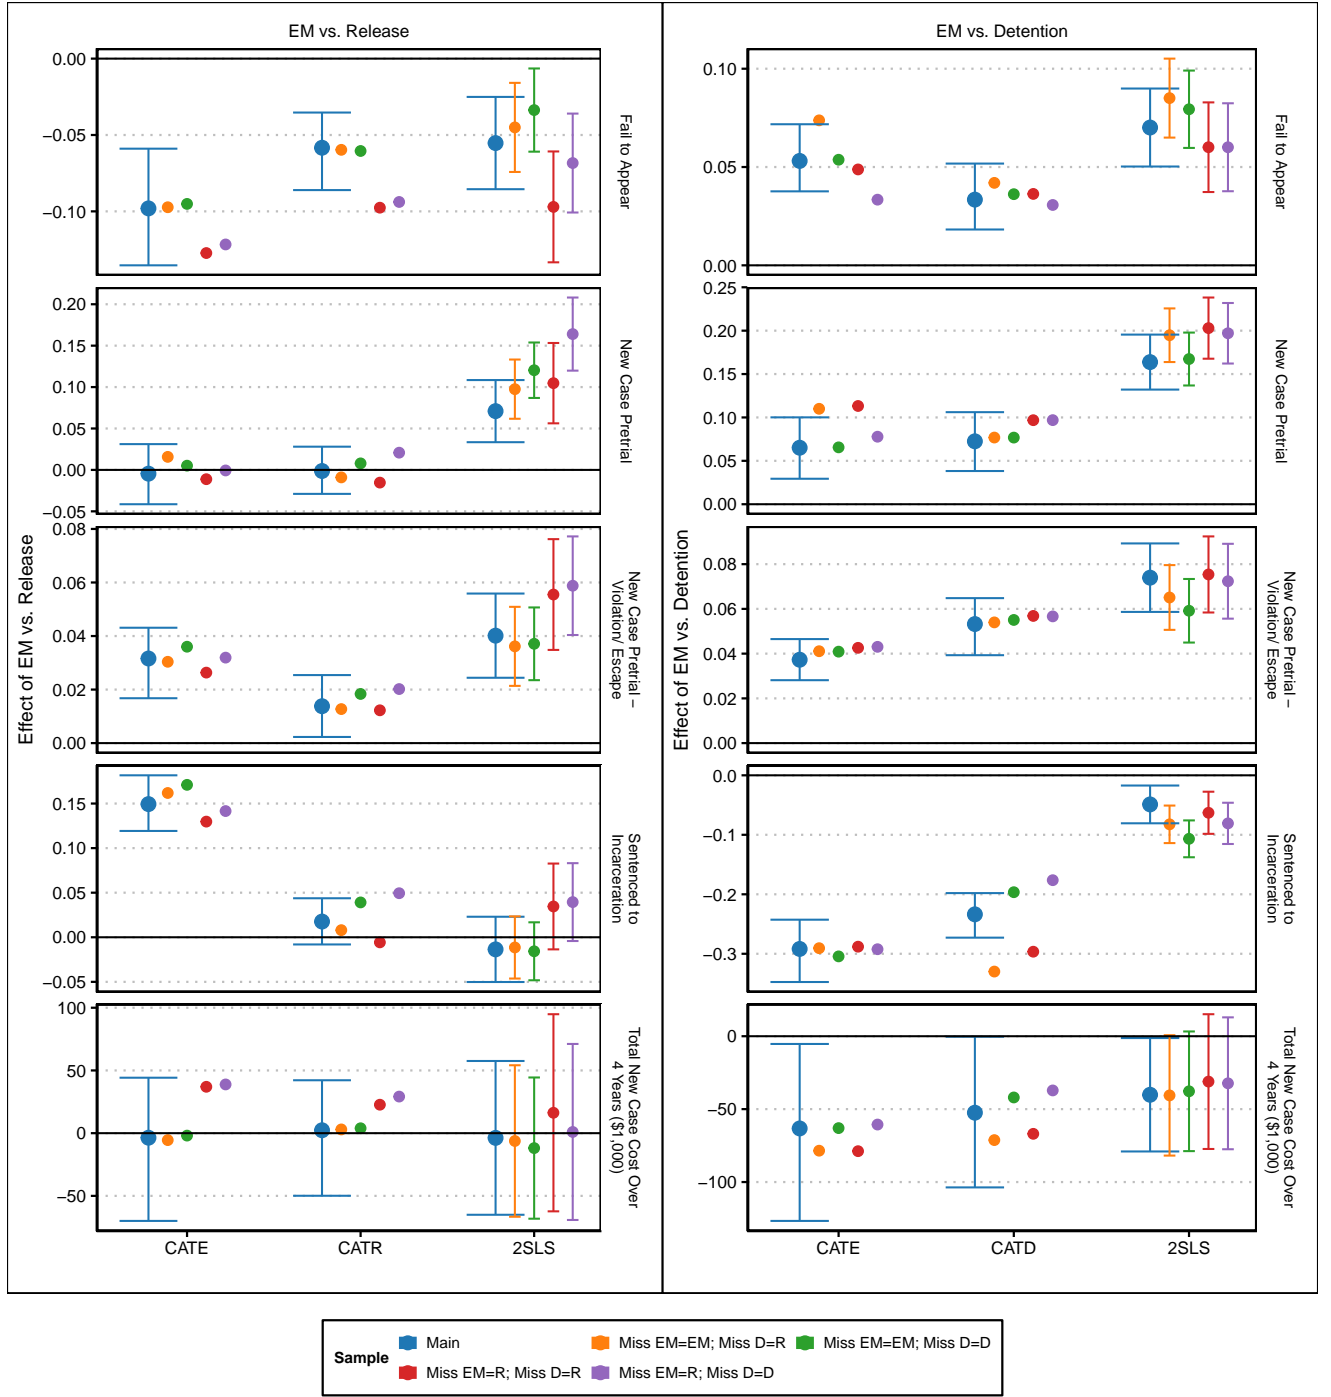 EM vs. Release
0.00
−0.05
−0.10
Fail to
Appear
0.20
0.15
0.10
0.05
0.00
−0.05
New Case Pretrial
0.08
0.06
0.04
0.02
0.00
New Case Pretrial –
Violation/ Escape
0.15
0.10
0.05
0.00
−0.05
Sentenced to
Incarceration
100
50
0
−50
Total New Case Cost Over
4 Years ($1,000)
Effect of EM vs. Release
CATE
CATR
2SLS
EM vs. Detention
0.10
0.05
0.00
Fail to
Appear
0.25
0.20
0.15
0.10
0.05
0.00
New Case Pretrial
0.08
0.06
0.04
0.02
0.00
New Case Pretrial –
Violation/ Escape
0.0
−0.1
−0.2
−0.3
Sentenced to
Incarceration
0
−50
−100
Total New Case Cost Over
4 Years ($1,000)
Effect of EM vs. Detention
CATE
CATD
2SLS
Sample
Main
Miss EM=EM; Miss D=R
Miss EM=EM; Miss D=D
Miss EM=R; Miss D=R
Miss EM=R; Miss D=D